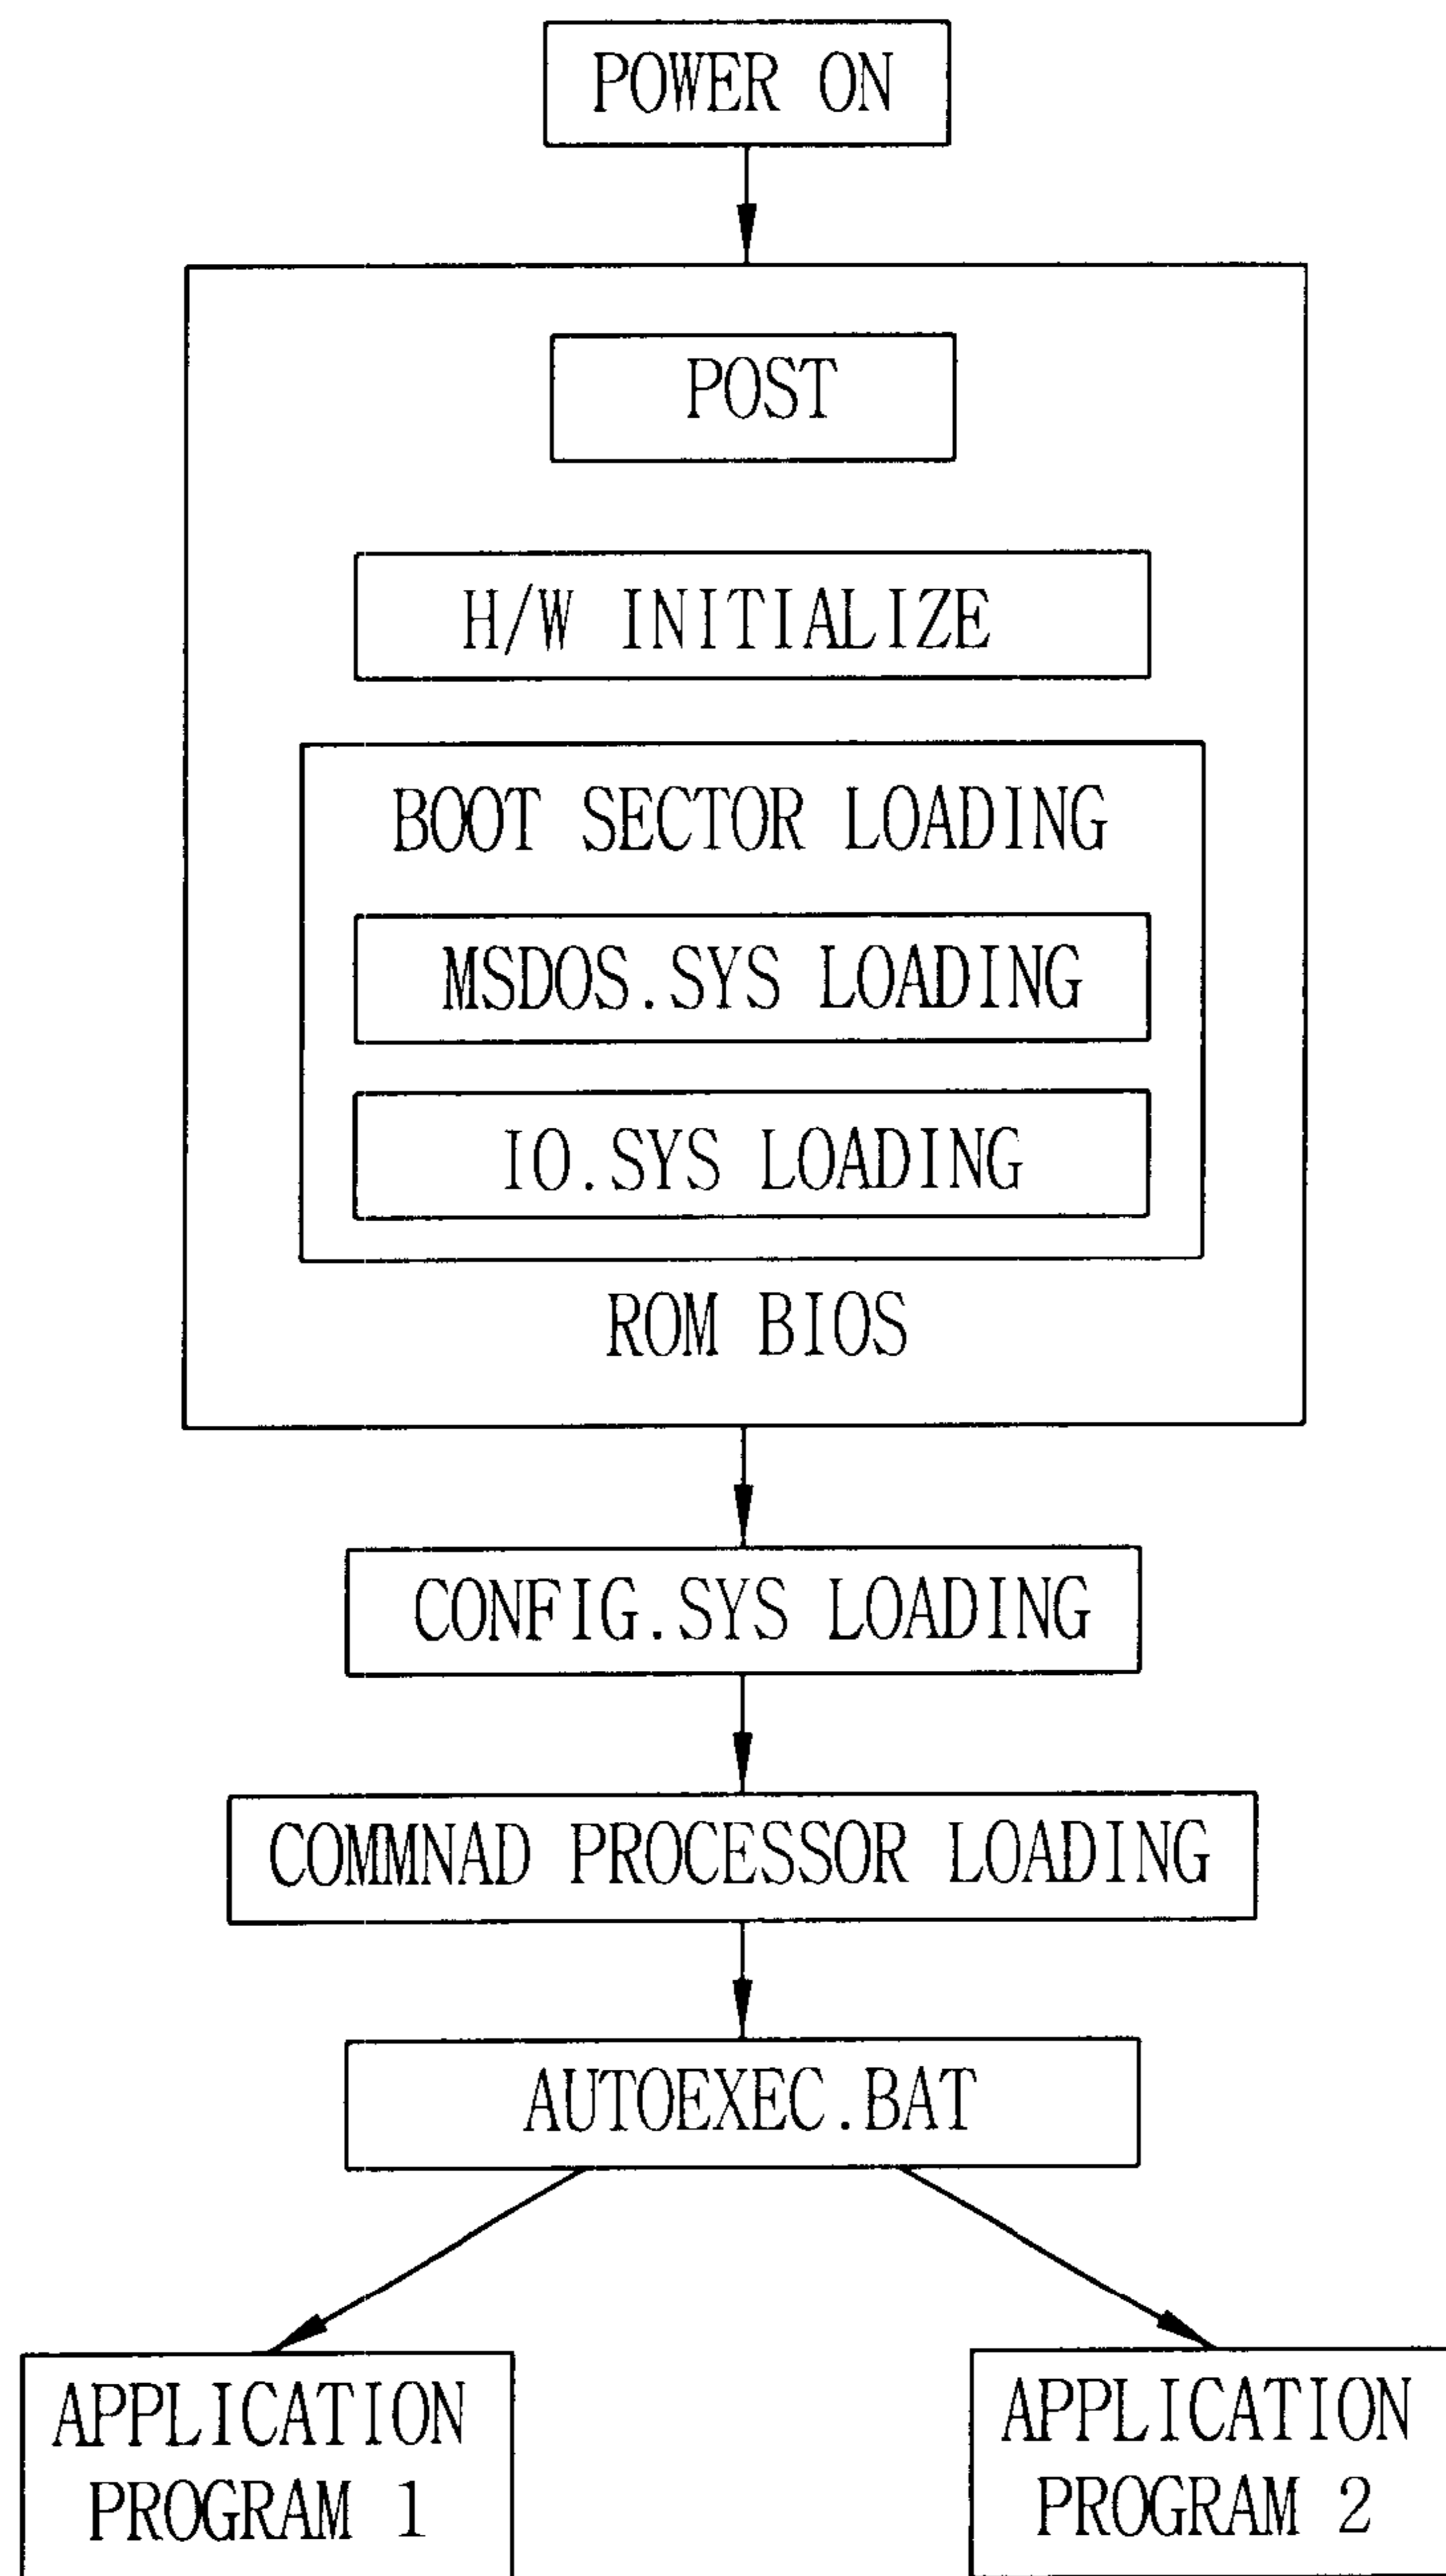 POWER ON
POST
H/W INITIALIZE
BOOT SECTOR LOADING
MSDOS.SYS LOADING
IO.SYS LOADING
ROM BIOS
CONFIG.SYS LOADING
COMMNAD PROCESSOR LOADING
AUTOEXEC.BAT
APPLICATION
PROGRAM 1
APPLICATION
PROGRAM 2